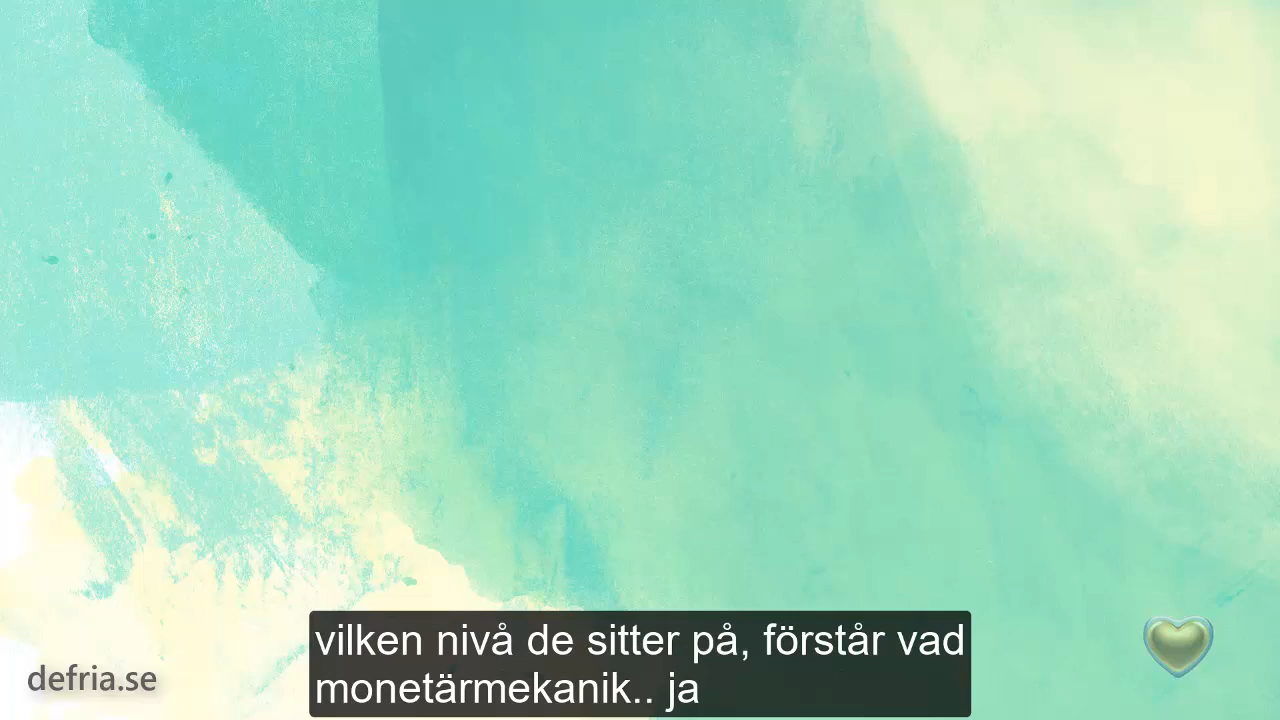 vilken nivå de sitter på, förstår vad
monetärmekanik.. ja
defria.se